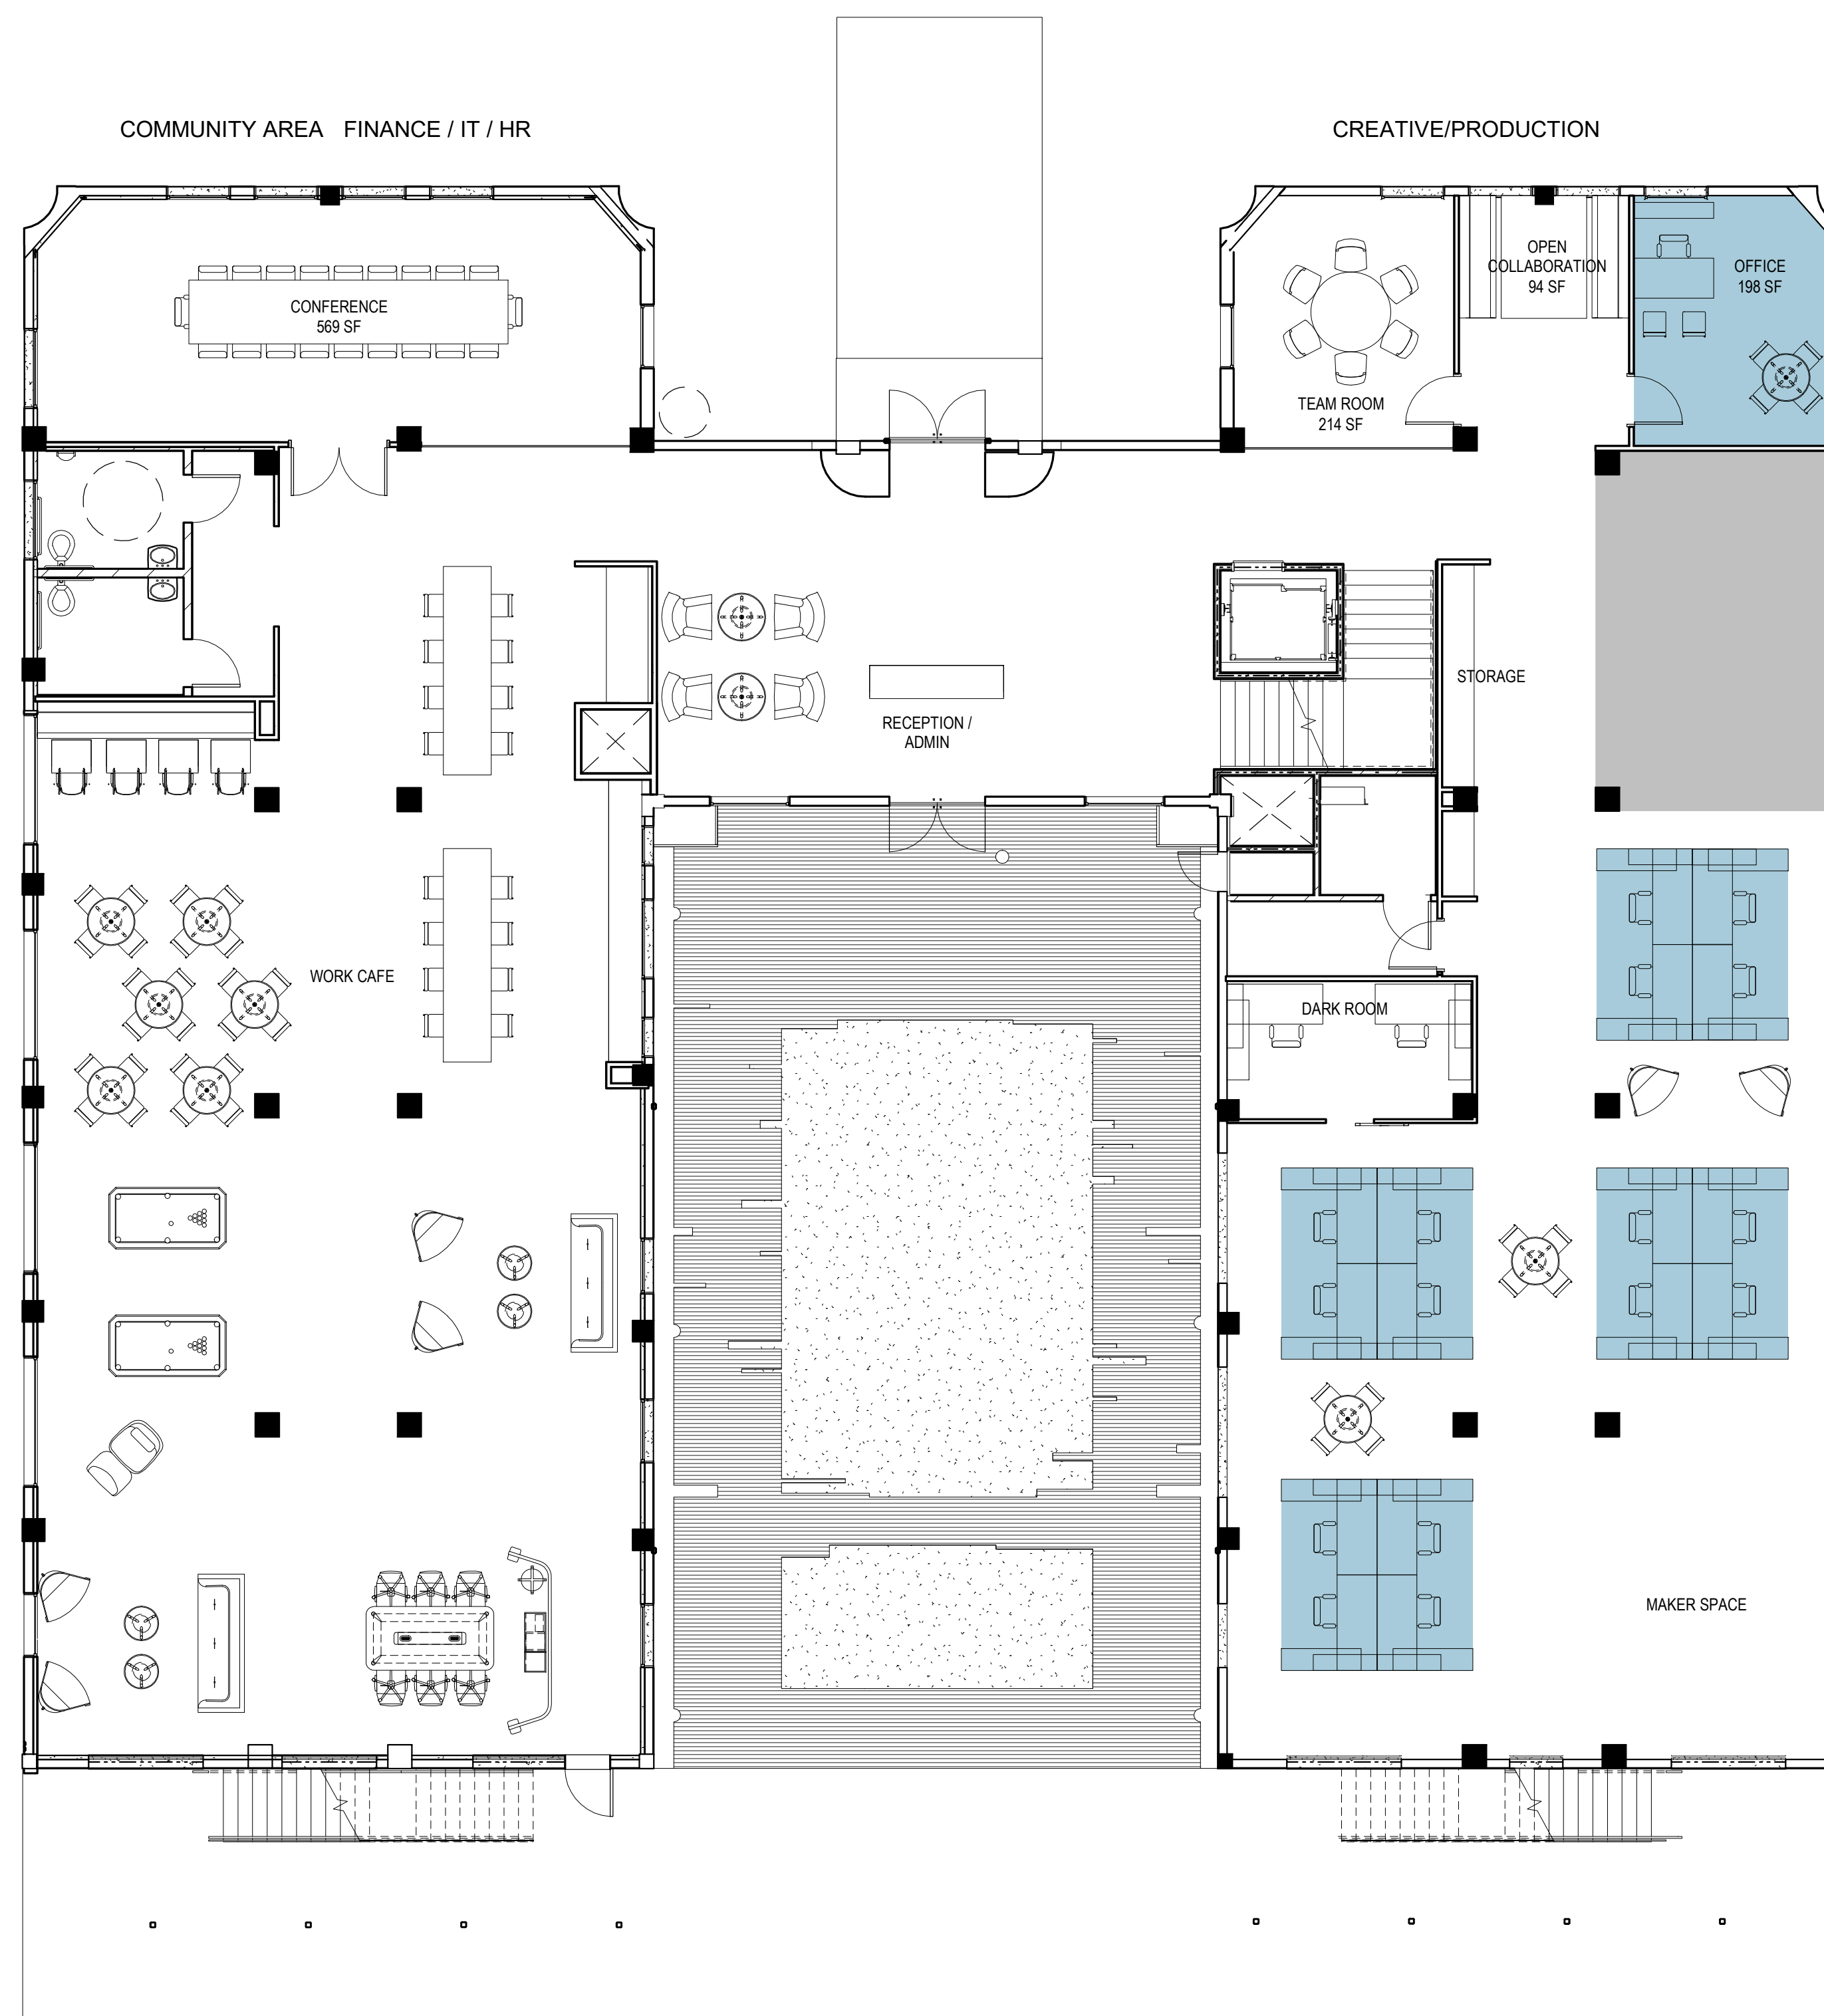 COMMUNITY AREA   FINANCE / IT / HR
CREATIVE/PRODUCTION
CONFERENCE
569 SF
OPEN
COLLABORATION
94 SF
OFFICE
198 SF
TEAM ROOM
214 SF
STORAGE
RECEPTION /
ADMIN
WORK CAFE
DARK ROOM
MAKER SPACE